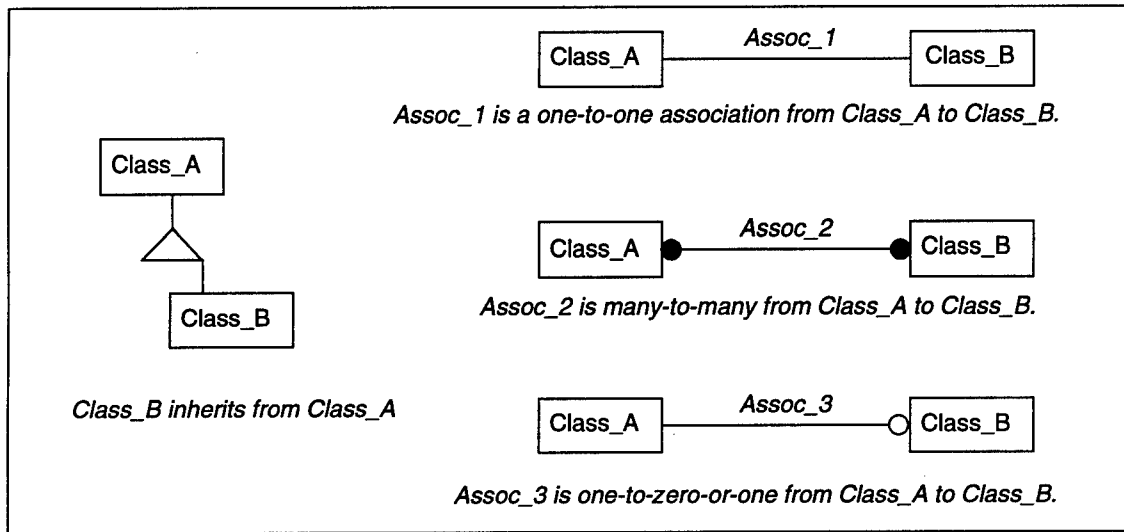 Class_A
Class_B
Class_B inherits from Class_A
Class_A Assoc_1 Class_B
Assoc_1 is a one-to-one association from Class_A to Class_B.
Class_A Assoc_2 Class_B
Assoc_2 is many-to-many from Class_A to Class_B.
Class_A Assoc_3 Class_B
Assoc_3 is one-to-zero-or-one from Class_A to Class_B.